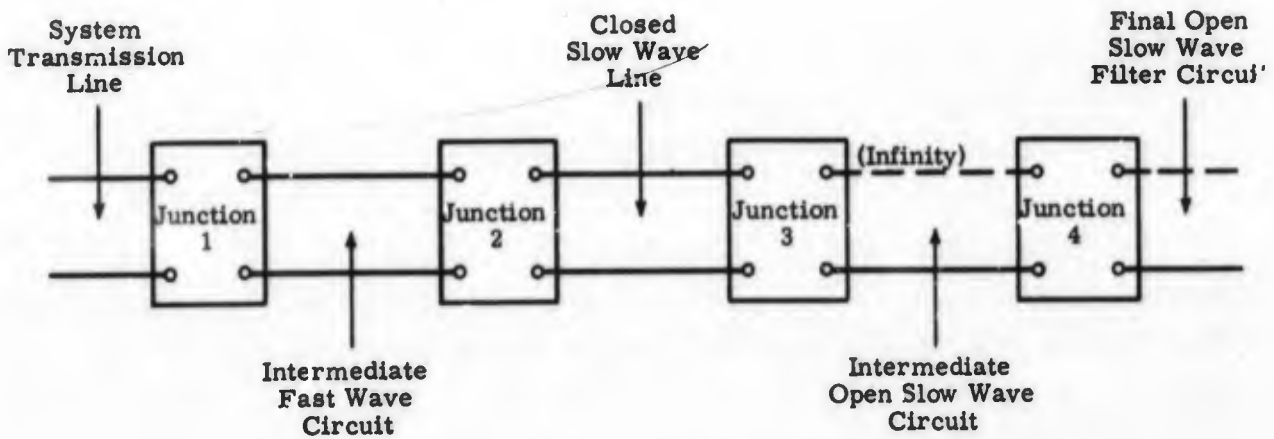 System
Transmission
Line
Closed
Slow Wave
Line
Final Open
Slow Wave
Filter Circuit
(Infinity)
Junction
1
Junction
2
Junction
3
Junction
4
Intermediate
Fast Wave
Circuit
Intermediate
Open Slow Wave
Circuit